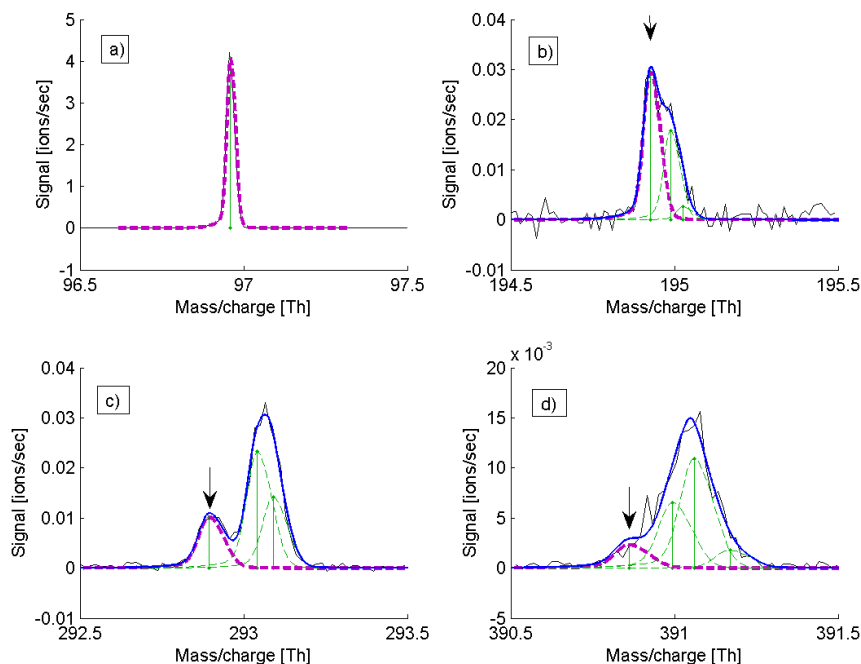 a)
5
4
3
2
1
0
-1
Signal [ions/sec]
96.5
97
97.5
Mass/charge [Th]
b)
0.04
0.03
0.02
0.01
0
-0.01
Signal [ions/sec]
194.5
195
195.5
Mass/charge [Th]
c)
0.04
0.03
0.02
0.01
0
-0.01
Signal [ions/sec]
292.5
293
293.5
Mass/charge [Th]
x 10^-3
d)
20
15
10
5
0
-5
Signal [ions/sec]
390.5
391
391.5
Mass/charge [Th]